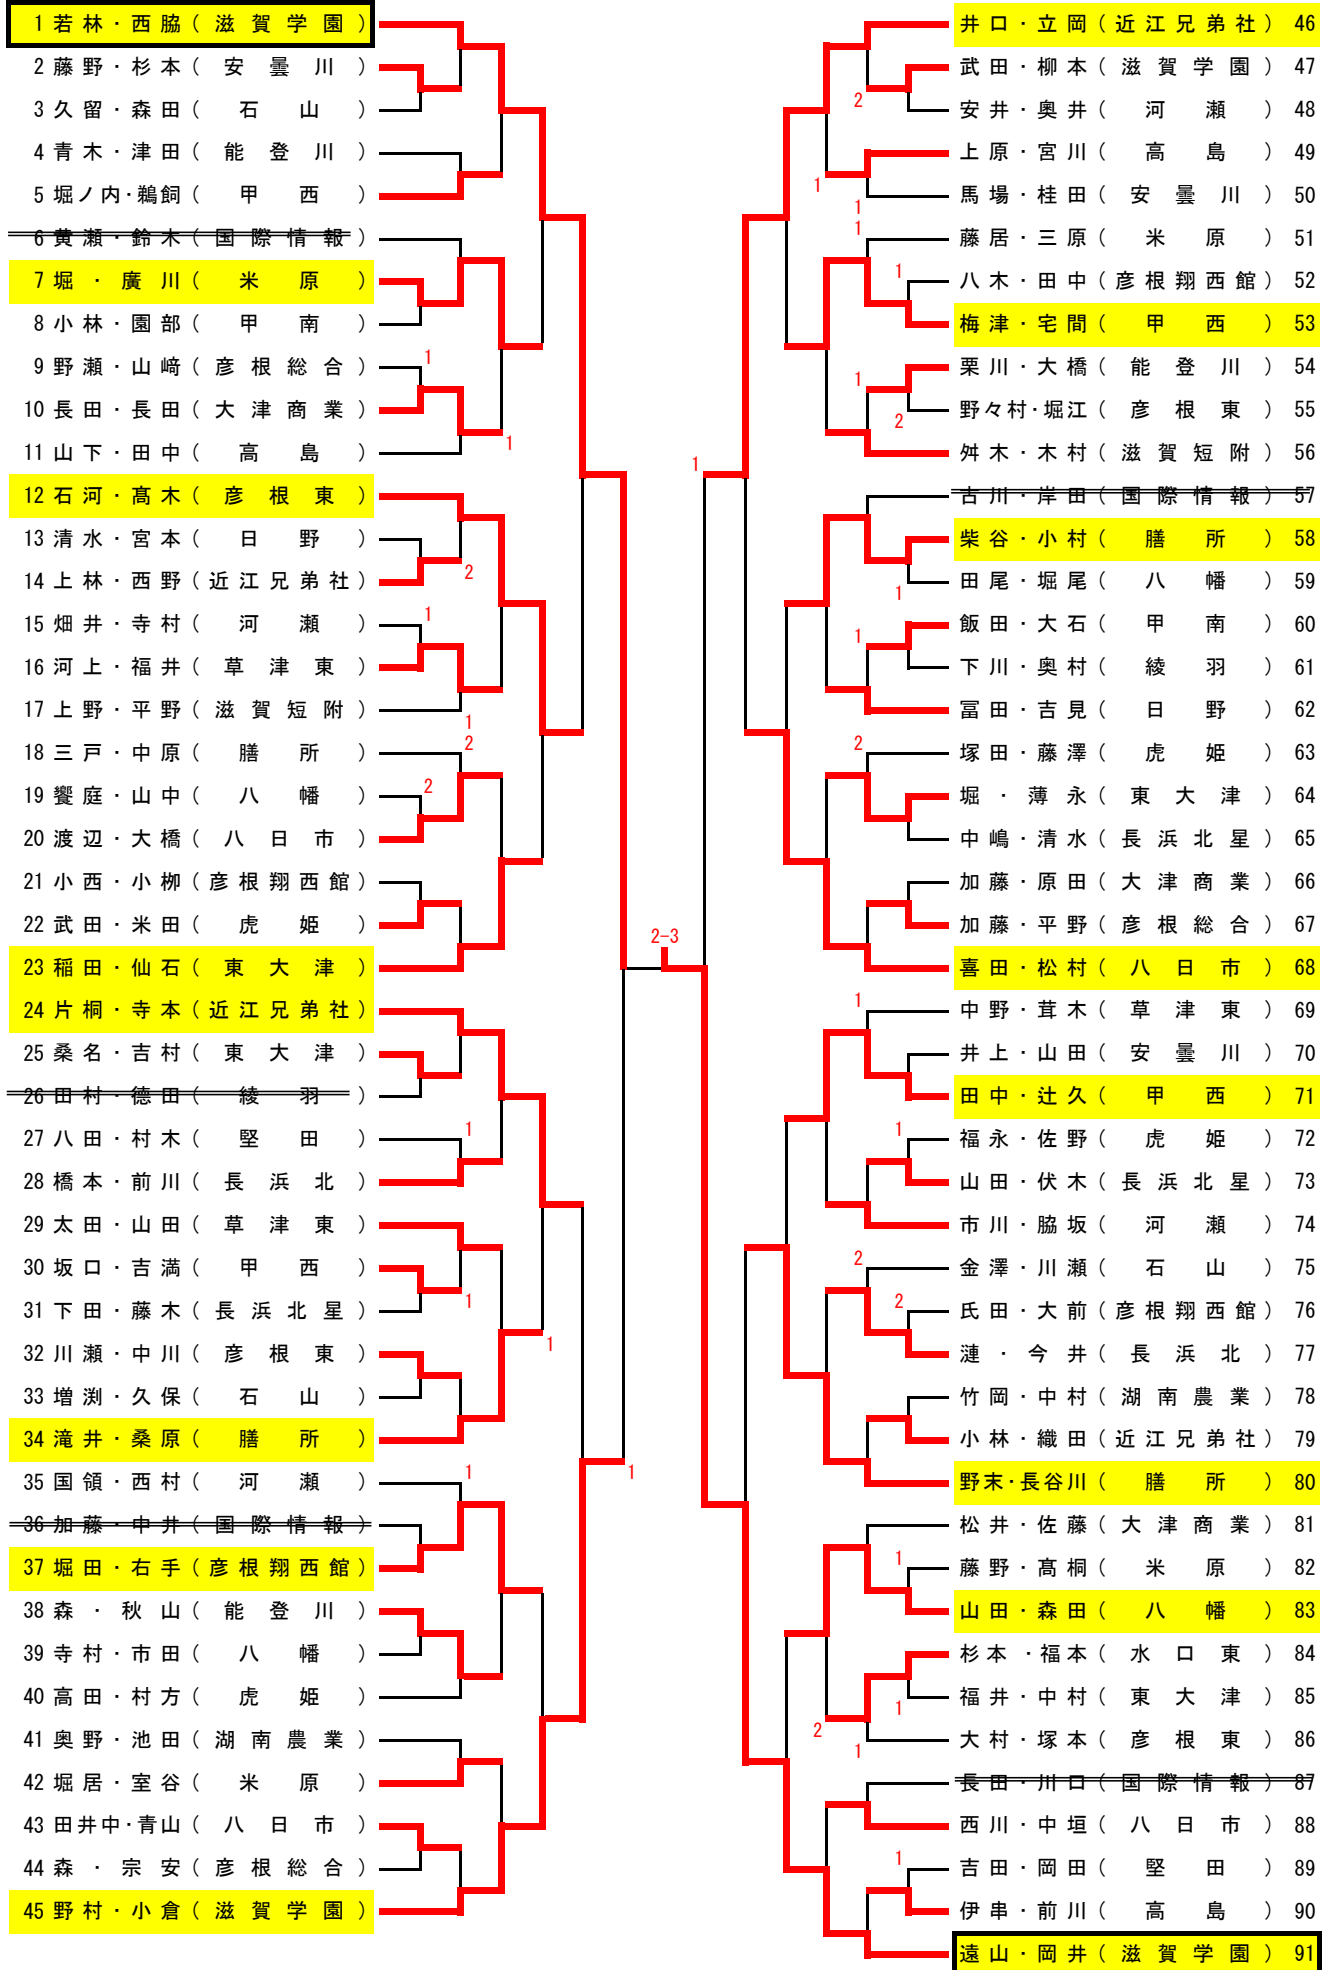 1 若林・西脇(滋賀学園)
2 藤野・杉本(安曇川)
3 久留・森田(石山)
4 青木・津田(能登川)
5 堀ノ内・鵜飼(甲西)
6 黄瀬・鈴木(国際情報)
7 堀・廣川(米原)
8 小林・園部(甲南)
9 野瀬・山﨑(彦根総合)
1
10 長田・長田(大津商業)
11 山下・田中(高島)
1
12 石河・髙木(彦根東)
13 清水・宮本(日野)
14 上林・西野(近江兄弟社)
2
15 畑井・寺村(河瀬)
1
16 河上・福井(草津東)
17 上野・平野(滋賀短附)
1
18 三戸・中原(膳所)
2
19 饗庭・山中(八幡)
2
20 渡辺・大橋(八日市)
21 小西・小栁(彦根翔西館)
22 武田・米田(虎姫)
23 稲田・仙石(東大津)
24 片桐・寺本(近江兄弟社)
25 桑名・吉村(東大津)
26 田村・德田(綾羽)
27 八田・村木(堅田)
1
28 橋本・前川(長浜北)
29 太田・山田(草津東)
30 坂口・吉満(甲西)
1
31 下田・藤木(長浜北星)
32 川瀬・中川(彦根東)
1
33 増渕・久保(石山)
34 滝井・桑原(膳所)
35 国領・西村(河瀬)
1
1
36 加藤・中井(国際情報)
37 堀田・右手(彦根翔西館)
38 森・秋山(能登川)
39 寺村・市田(八幡)
40 高田・村方(虎姫)
41 奥野・池田(湖南農業)
42 堀居・室谷(米原)
43 田井中・青山(八日市)
44 森・宗安(彦根総合)
45 野村・小倉(滋賀学園)
2-3
井口・立岡(近江兄弟社) 46
武田・柳本(滋賀学園) 47
2
安井・奥井(河瀬) 48
上原・宮川(高島) 49
1
馬場・桂田(安曇川) 50
1
1
藤居・三原(米原) 51
1
八木・田中(彦根翔西館) 52
梅津・宅間(甲西) 53
栗川・大橋(能登川) 54
1
野々村・堀江(彦根東) 55
2
舛木・木村(滋賀短附) 56
1
古川・岸田(国際情報) 57
柴谷・小村(膳所) 58
田尾・堀尾(八幡) 59
1
飯田・大石(甲南) 60
1
下川・奥村(綾羽) 61
冨田・吉見(日野) 62
2
塚田・藤澤(虎姫) 63
堀・薄永(東大津) 64
中嶋・清水(長浜北星) 65
加藤・原田(大津商業) 66
加藤・平野(彦根総合) 67
喜田・松村(八日市) 68
1
中野・茸木(草津東) 69
井上・山田(安曇川) 70
田中・辻久(甲西) 71
1
福永・佐野(虎姫) 72
山田・伏木(長浜北星) 73
市川・脇坂(河瀬) 74
2
金澤・川瀬(石山) 75
2
氏田・大前(彦根翔西館) 76
漣・今井(長浜北) 77
竹岡・中村(湖南農業) 78
小林・織田(近江兄弟社) 79
野末・長谷川(膳所) 80
松井・佐藤(大津商業) 81
1
藤野・髙桐(米原) 82
山田・森田(八幡) 83
杉本・福本(水口東) 84
福井・中村(東大津) 85
1
2
大村・塚本(彦根東) 86
1
長田・川口(国際情報) 87
西川・中垣(八日市) 88
1
吉田・岡田(堅田) 89
伊串・前川(高島) 90
遠山・岡井(滋賀学園) 91